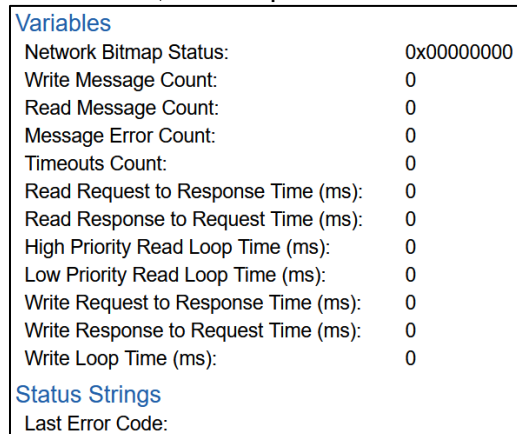 Variables
Network Bitmap Status: 0x00000000
Write Message Count: 0
Read Message Count: 0
Message Error Count: 0
Timeouts Count: 0
Read Request to Response Time (ms): 0
Read Response to Request Time (ms): 0
High Priority Read Loop Time (ms): 0
Low Priority Read Loop Time (ms): 0
Write Request to Response Time (ms): 0
Write Response to Request Time (ms): 0
Write Loop Time (ms): 0
Status Strings
Last Error Code: